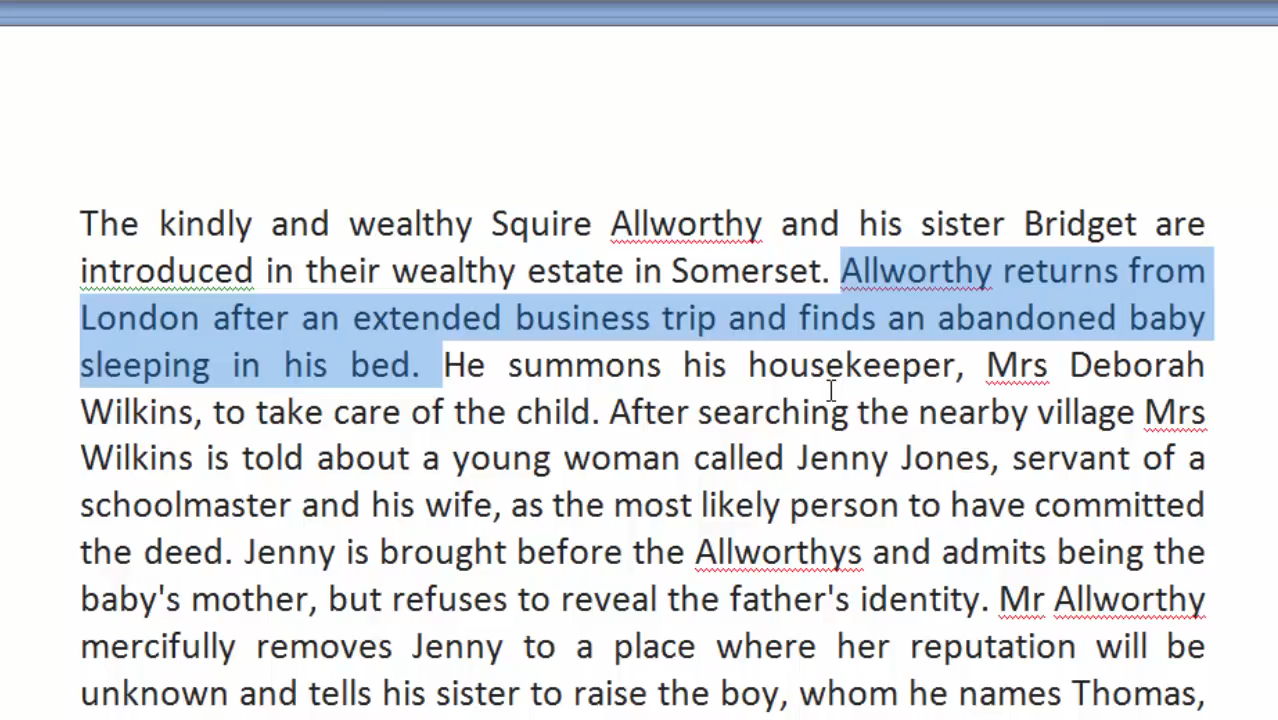 The kindly and wealthy Squire Allworthy and his sister Bridget are
introduced in their wealthy estate in Somerset. Allworthy returns from
London after an extended business trip and finds an abandoned baby
sleeping in his bed. He summons his housekeeper, Mrs Deborah
Wilkins, to take care of the child. After searching the nearby village Mrs
Wilkins is told about a young woman called Jenny Jones, servant of a
schoolmaster and his wife, as the most likely person to have committed
the deed. Jenny is brought before the Allworthys and admits being the
baby's mother, but refuses to reveal the father's identity. Mr Allworthy
mercifully removes Jenny to a place where her reputation will be
unknown and tells his sister to raise the boy, whom he names Thomas,